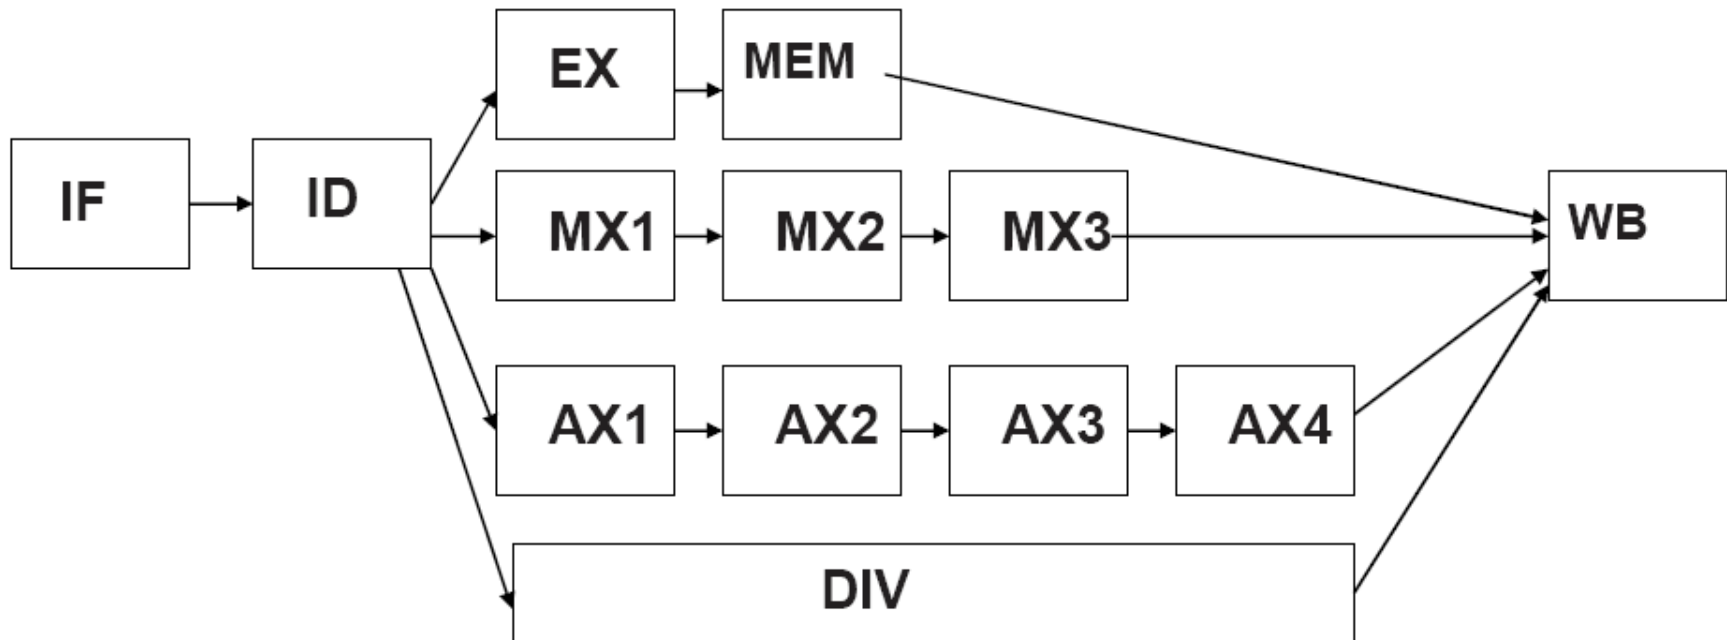 EX
MEM
IF
ID
MX1
MX2
MX3
WB
AX1
AX2
AX3
AX4
DIV